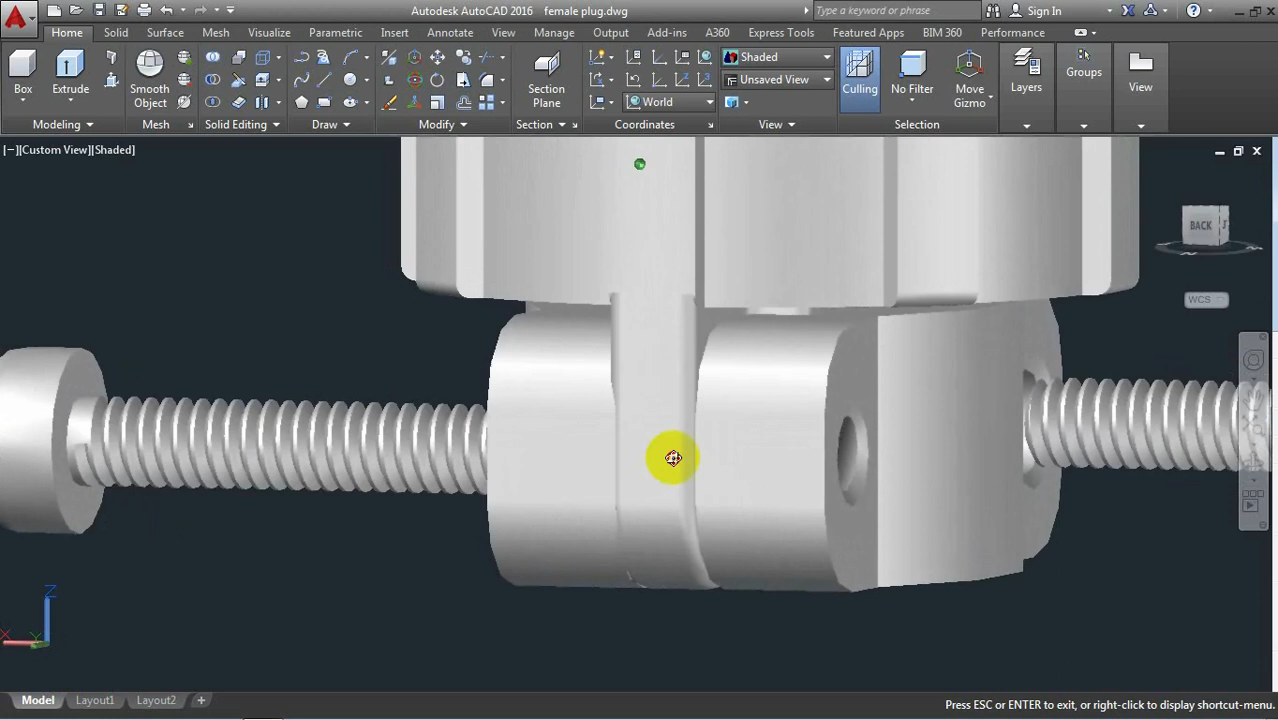 Autodesk AutoCAD 2016 female plug.dwg
Type a keyword or phrase
Sign In
Home Solid Surface Mesh Visualize Parametric Insert Annotate View Manage Output Add-ins A360 Express Tools Featured Apps BIM 360 Performance
Box
Extrude
Smooth Object
Section Plane
World
Shaded
Unsaved View
Culling
No Filter
Move Gizmo
Layers
Groups
View
Modeling Mesh Solid Editing Draw Modify Section Coordinates View Selection
[−][Custom View][Shaded]
BACK
WCS
Z
X
Y
Model Layout1 Layout2 +
Press ESC or ENTER to exit, or right-click to display shortcut-menu.